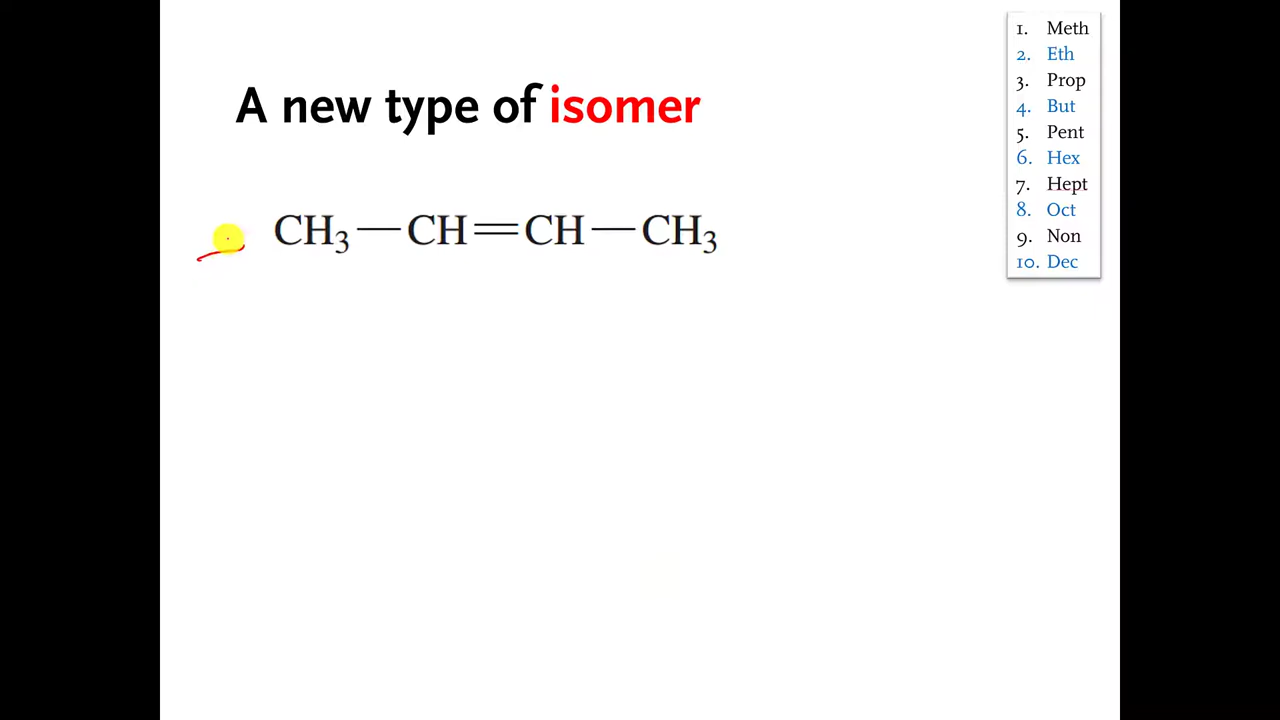 A new type of isomer
CH₃—CH=CH—CH₃
1. Meth
2. Eth
3. Prop
4. But
5. Pent
6. Hex
7. Hept
8. Oct
9. Non
10. Dec